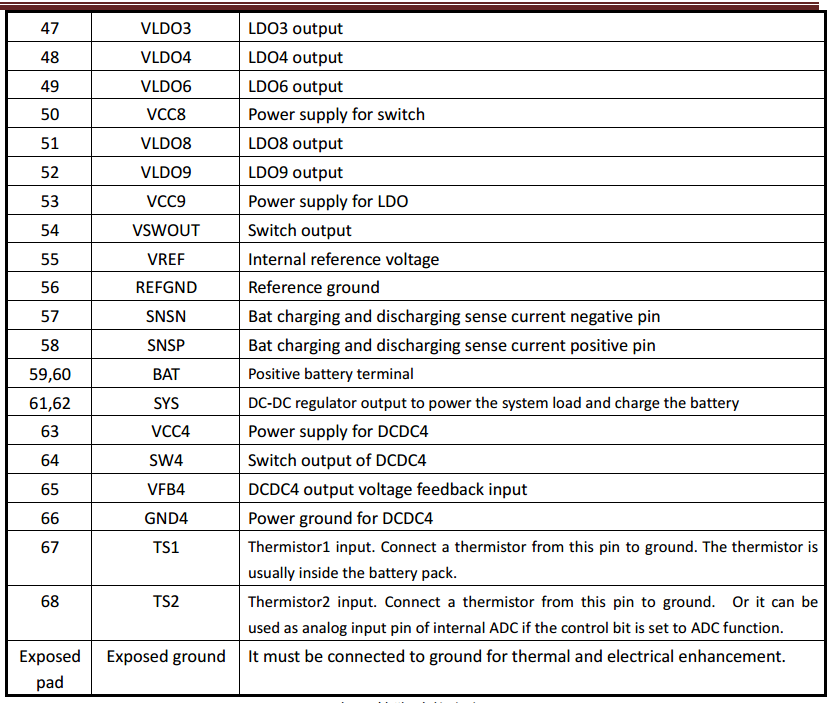 47 VLDO3 LDO3 output
48 VLDO4 LDO4 output
49 VLDO6 LDO6 output
50 VCC8 Power supply for switch
51 VLDO8 LDO8 output
52 VLDO9 LDO9 output
53 VCC9 Power supply for LDO
54 VSWOUT Switch output
55 VREF Internal reference voltage
56 REFGND Reference ground
57 SNSN Bat charging and discharging sense current negative pin
58 SNSP Bat charging and discharging sense current positive pin
59,60 BAT Positive battery terminal
61,62 SYS DC-DC regulator output to power the system load and charge the battery
63 VCC4 Power supply for DCDC4
64 SW4 Switch output of DCDC4
65 VFB4 DCDC4 output voltage feedback input
66 GND4 Power ground for DCDC4
67 TS1 Thermistor1 input. Connect a thermistor from this pin to ground. The thermistor is
usually inside the battery pack.
68 TS2 Thermistor2 input. Connect a thermistor from this pin to ground. Or it can be
used as analog input pin of internal ADC if the control bit is set to ADC function.
Exposed Exposed ground It must be connected to ground for thermal and electrical enhancement.
pad